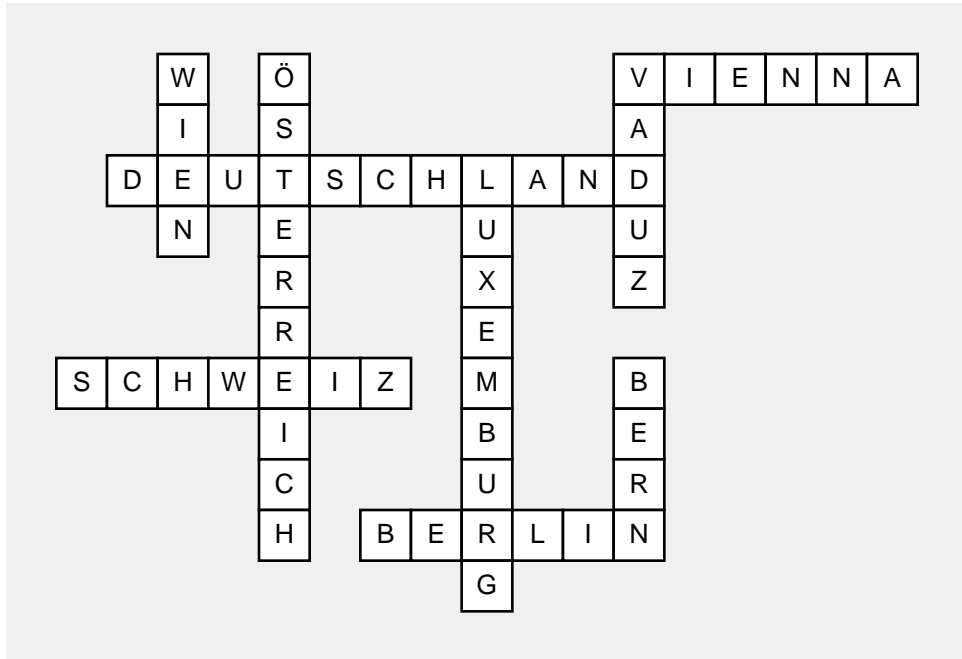 WIEN
ÖSTERREICH
VADUZ
VIENNA
DEUTSCHLAND
LUXEMBURG
SCHWEIZ
BERN
BERLIN